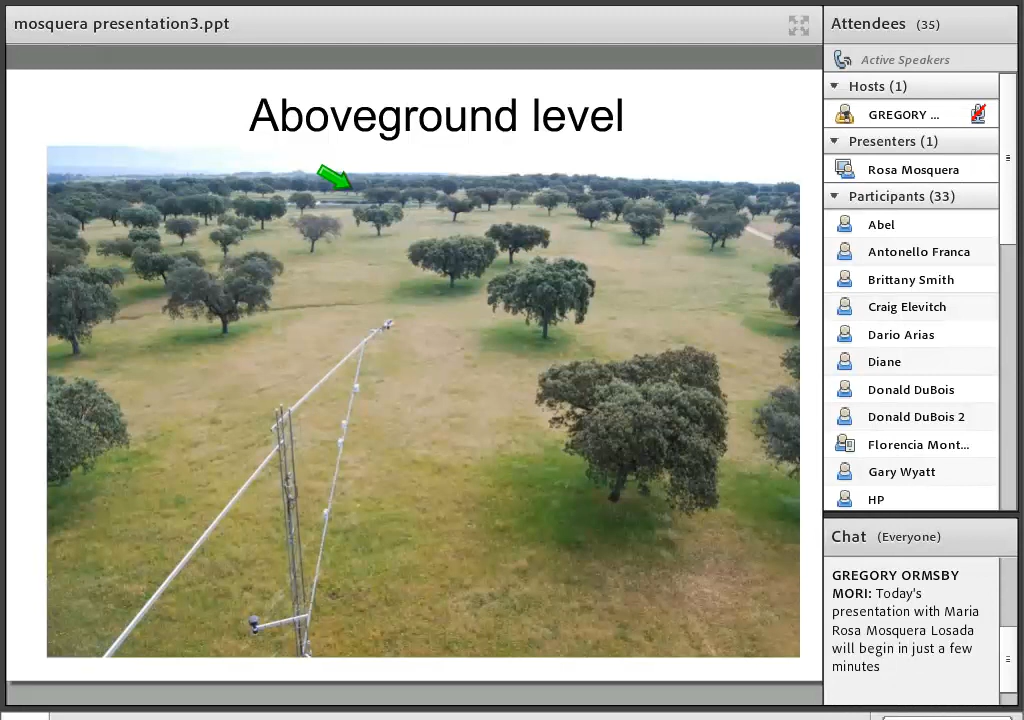 mosquera presentation3.ppt
Aboveground level
Attendees (35)
Active Speakers
Hosts (1)
GREGORY ...
Presenters (1)
Rosa Mosquera
Participants (33)
Abel
Antonello Franca
Brittany Smith
Craig Elevitch
Dario Arias
Diane
Donald DuBois
Donald DuBois 2
Florencia Mont...
Gary Wyatt
HP
Chat (Everyone)
GREGORY ORMSBY
MORI: Today's
presentation with Maria
Rosa Mosquera Losada
will begin in just a few
minutes